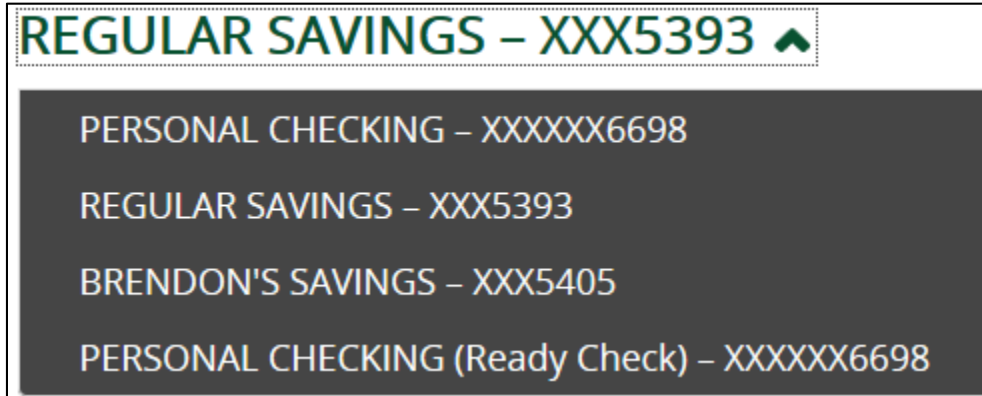 REGULAR SAVINGS – XXX5393
PERSONAL CHECKING – XXXXXX6698
REGULAR SAVINGS – XXX5393
BRENDON'S SAVINGS – XXX5405
PERSONAL CHECKING (Ready Check) – XXXXXX6698